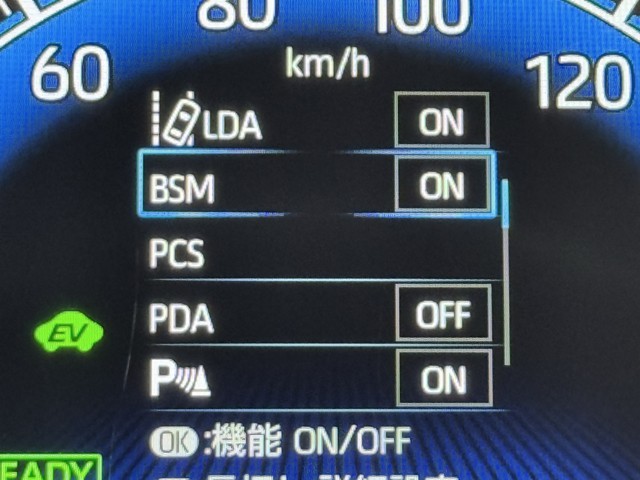 80 100
60 km/h 120
LDA ON
BSM ON
PCS
PDA OFF
EV
P ON
OK :機能 ON/OFF
EADY